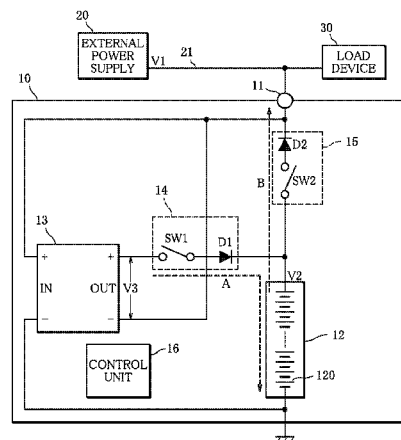 20
EXTERNAL
POWER
SUPPLY
V1
21
30
LOAD
DEVICE
10
11
D2
15
B
SW2
14
13
SW1
D1
+
+
IN
OUT
V3
A
V2
−
−
16
CONTROL
UNIT
12
120